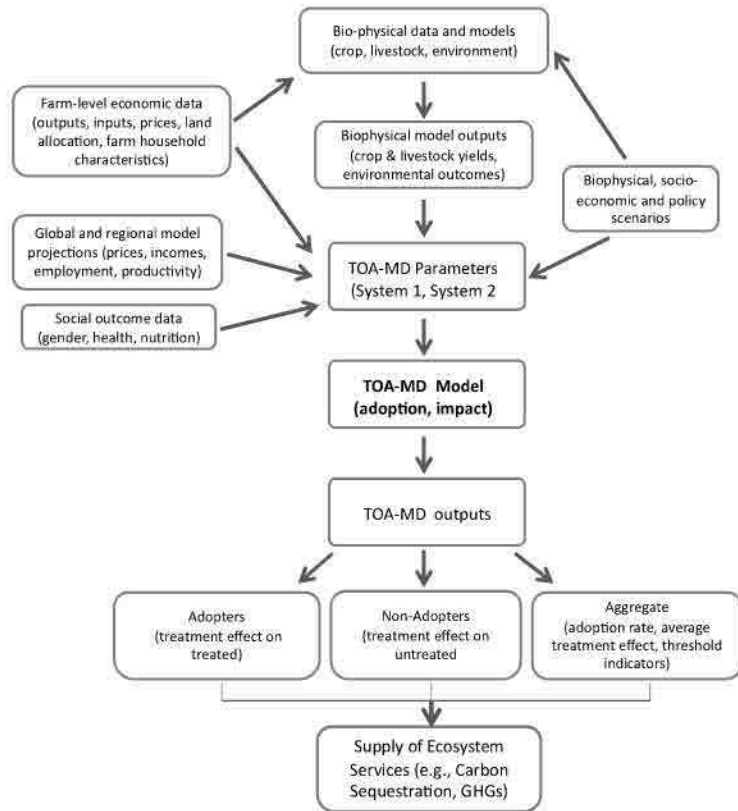 Bio-physical data and models
(crop, livestock, environment)
Farm-level economic data
(outputs, inputs, prices, land
allocation, farm household
characteristics)
Biophysical model outputs
(crop & livestock yields,
environmental outcomes)
Biophysical, socio-
economic and policy
scenarios
Global and regional model
projections (prices, incomes,
employment, productivity)
TOA-MD Parameters
(System 1, System 2
Social outcome data
(gender, health, nutrition)
TOA-MD Model
(adoption, impact)
TOA-MD outputs
Adopters
(treatment effect on
treated)
Non-Adopters
(treatment effect on
untreated
Aggregate
(adoption rate, average
treatment effect, threshold
indicators)
Supply of Ecosystem
Services (e.g., Carbon
Sequestration, GHGs)